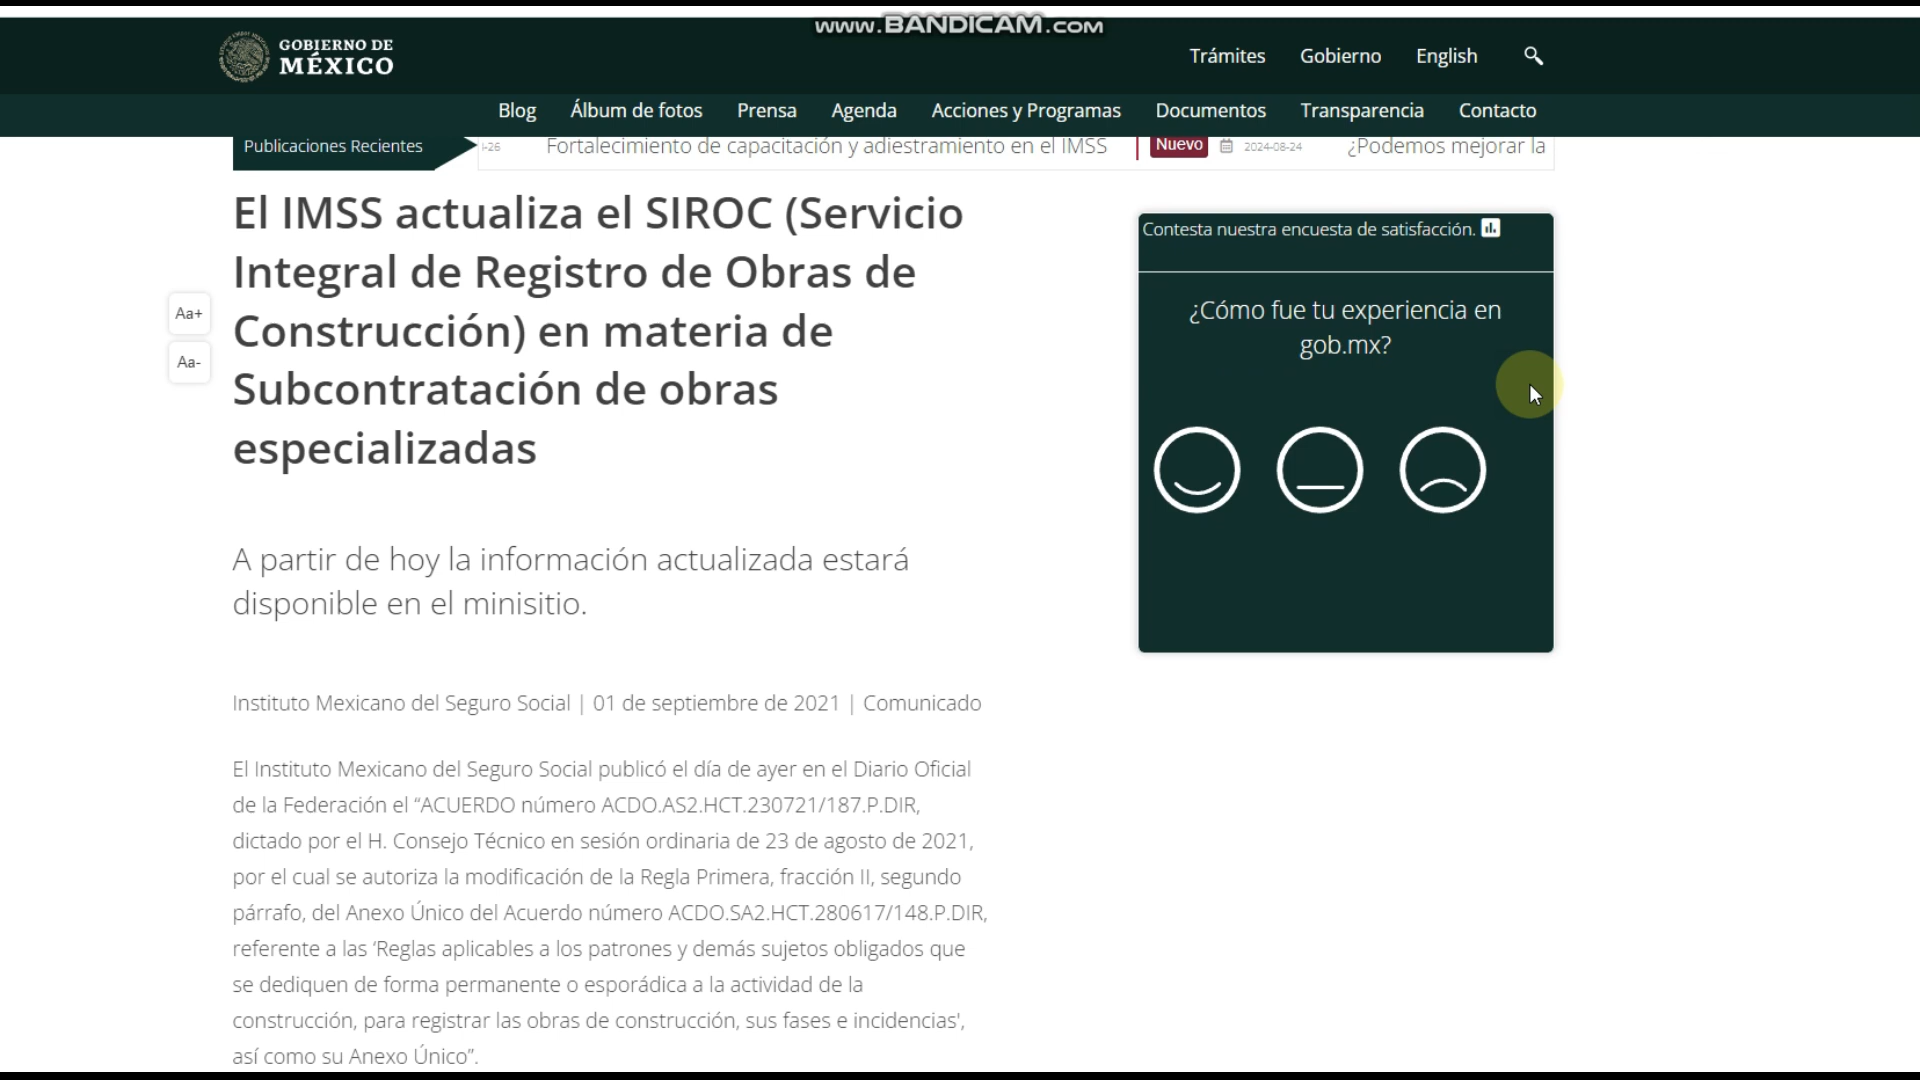 www.BANDICAM.com
GOBIERNO DE
MÉXICO
Trámites Gobierno English
Blog Álbum de fotos Prensa Agenda Acciones y Programas Documentos Transparencia Contacto
Publicaciones Recientes -26 Fortalecimiento de capacitación y adiestramiento en el IMSS Nuevo 2024-08-24 ¿Podemos mejorar la
El IMSS actualiza el SIROC (Servicio
Integral de Registro de Obras de
Construcción) en materia de
Subcontratación de obras
especializadas
Aa+
Aa-
A partir de hoy la información actualizada estará
disponible en el minisitio.
Instituto Mexicano del Seguro Social | 01 de septiembre de 2021 | Comunicado
El Instituto Mexicano del Seguro Social publicó el día de ayer en el Diario Oficial
de la Federación el “ACUERDO número ACDO.AS2.HCT.230721/187.P.DIR,
dictado por el H. Consejo Técnico en sesión ordinaria de 23 de agosto de 2021,
por el cual se autoriza la modificación de la Regla Primera, fracción II, segundo
párrafo, del Anexo Único del Acuerdo número ACDO.SA2.HCT.280617/148.P.DIR,
referente a las ‘Reglas aplicables a los patrones y demás sujetos obligados que
se dediquen de forma permanente o esporádica a la actividad de la
construcción, para registrar las obras de construcción, sus fases e incidencias',
así como su Anexo Único”.
Contesta nuestra encuesta de satisfacción.
¿Cómo fue tu experiencia en
gob.mx?